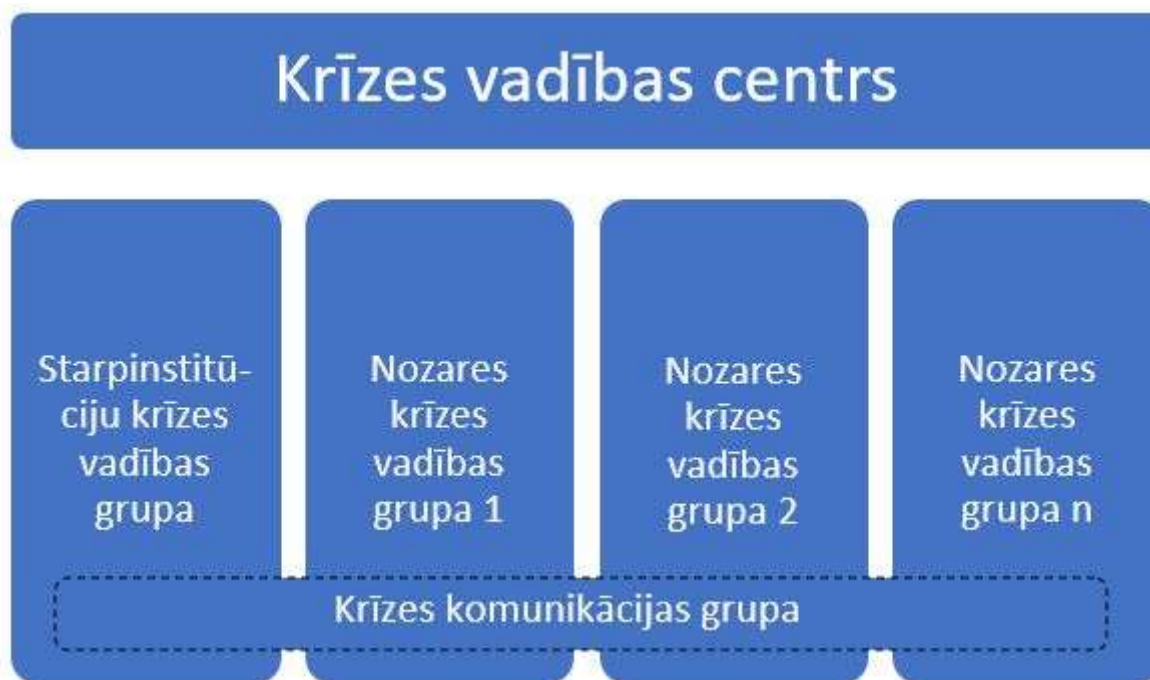 Krīzes vadības centrs
Starpinstitū-
ciju krīzes
vadības
grupa
Nozares
krīzes
vadības
grupa 1
Nozares
krīzes
vadības
grupa 2
Nozares
krīzes
vadības
grupa n
Krīzes komunikācijas grupa